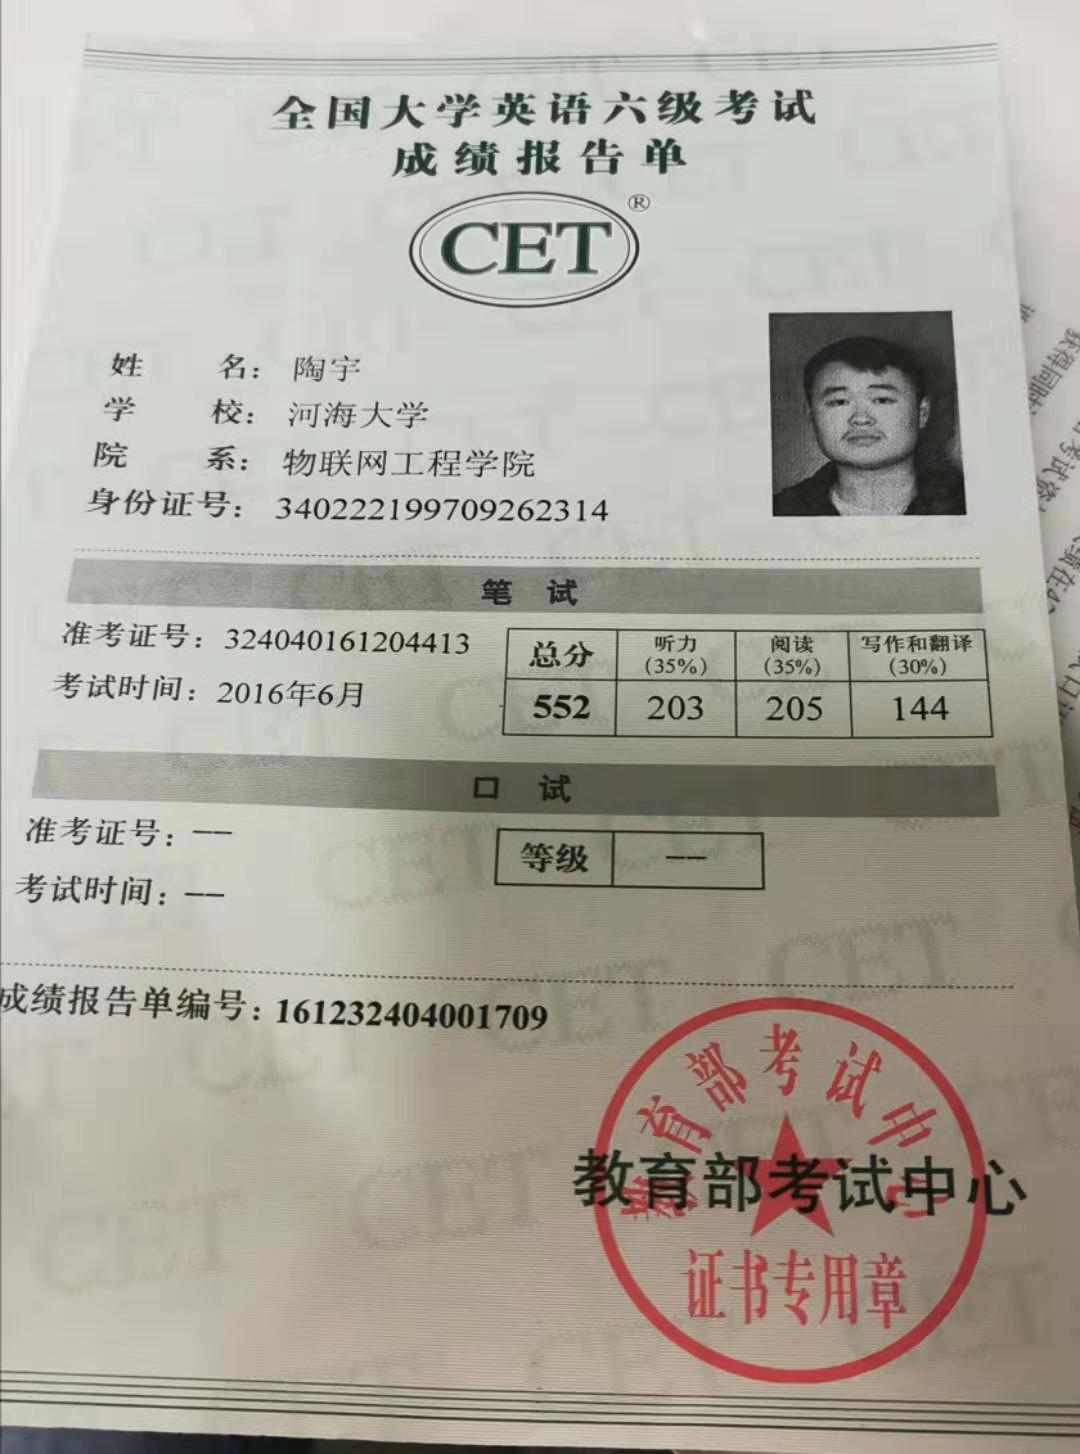 全国大学英语六级考试
成绩报告单
CET®
姓 名：陶宇
学 校：河海大学
院 系：物联网工程学院
身份证号：340222199709262314
笔 试
准考证号：324040161204413
考试时间：2016年6月
总分 听力 (35%) 阅读 (35%) 写作和翻译 (30%)
552 203 205 144
口 试
准考证号：——
考试时间：——
等级 ——
成绩报告单编号：161232404001709
教育部考试中心
教育部考试中心
证书专用章